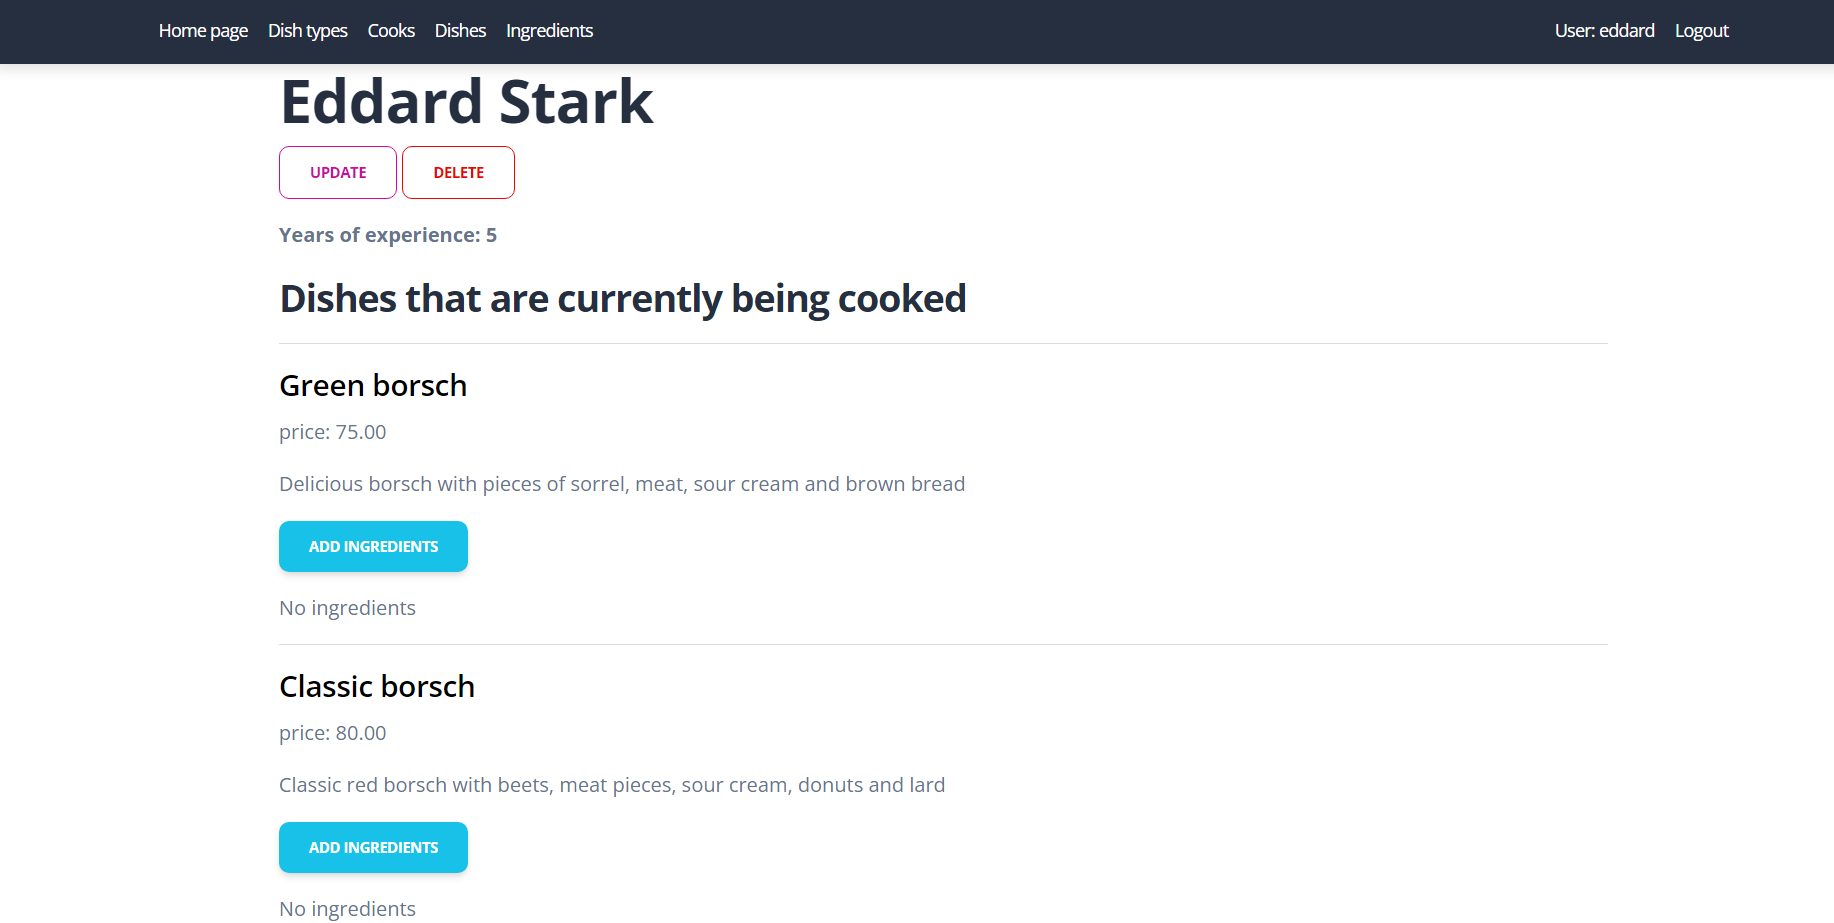 Home page Dish types Cooks Dishes Ingredients User: eddard Logout
Eddard Stark
UPDATE DELETE
Years of experience: 5
Dishes that are currently being cooked
Green borsch
price: 75.00
Delicious borsch with pieces of sorrel, meat, sour cream and brown bread
ADD INGREDIENTS
No ingredients
Classic borsch
price: 80.00
Classic red borsch with beets, meat pieces, sour cream, donuts and lard
ADD INGREDIENTS
No ingredients